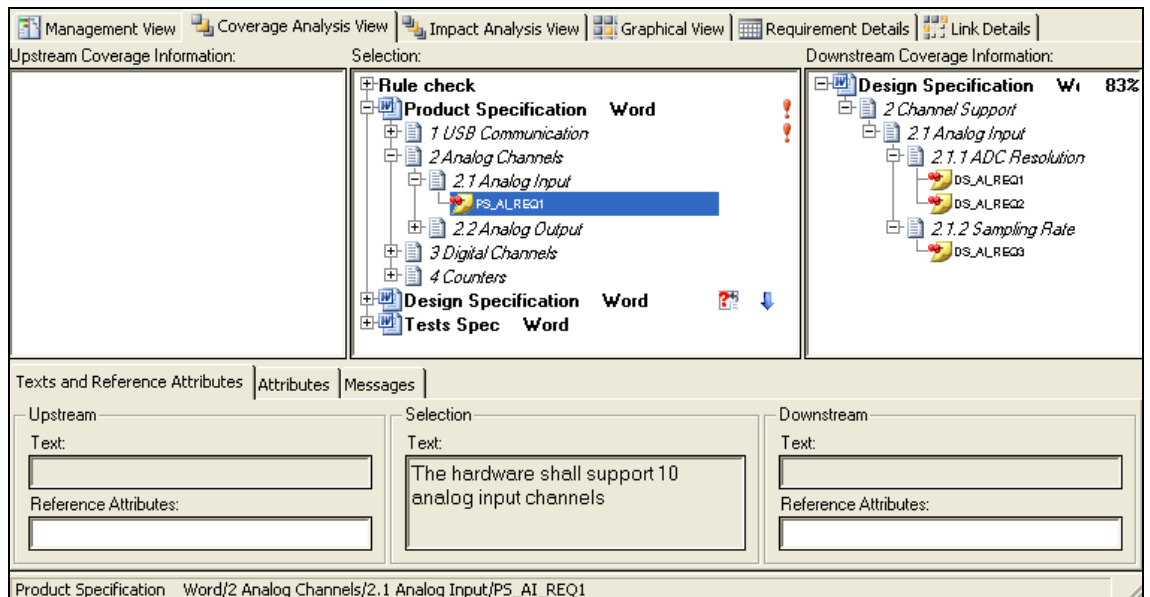 Management View Coverage Analysis View Impact Analysis View Graphical View Requirement Details Link Details
Upstream Coverage Information: Selection: Downstream Coverage Information:
Rule check
Product Specification Word
1 USB Communication
2 Analog Channels
2.1 Analog Input
PS_AI_REQ1
2.2 Analog Output
3 Digital Channels
4 Counters
Design Specification Word
Tests Spec Word
Design Specification 83%
2 Channel Support
2.1 Analog Input
2.1.1 ADC Resolution
DS_AI_REQ1
DS_AI_REQ2
2.1.2 Sampling Rate
DS_AI_REQ3
Texts and Reference Attributes Attributes Messages
Upstream
Text:
Reference Attributes:
Selection
Text:
The hardware shall support 10
analog input channels
Downstream
Text:
Reference Attributes:
Product Specification Word/2 Analog Channels/2.1 Analog Input/PS_AI_REQ1